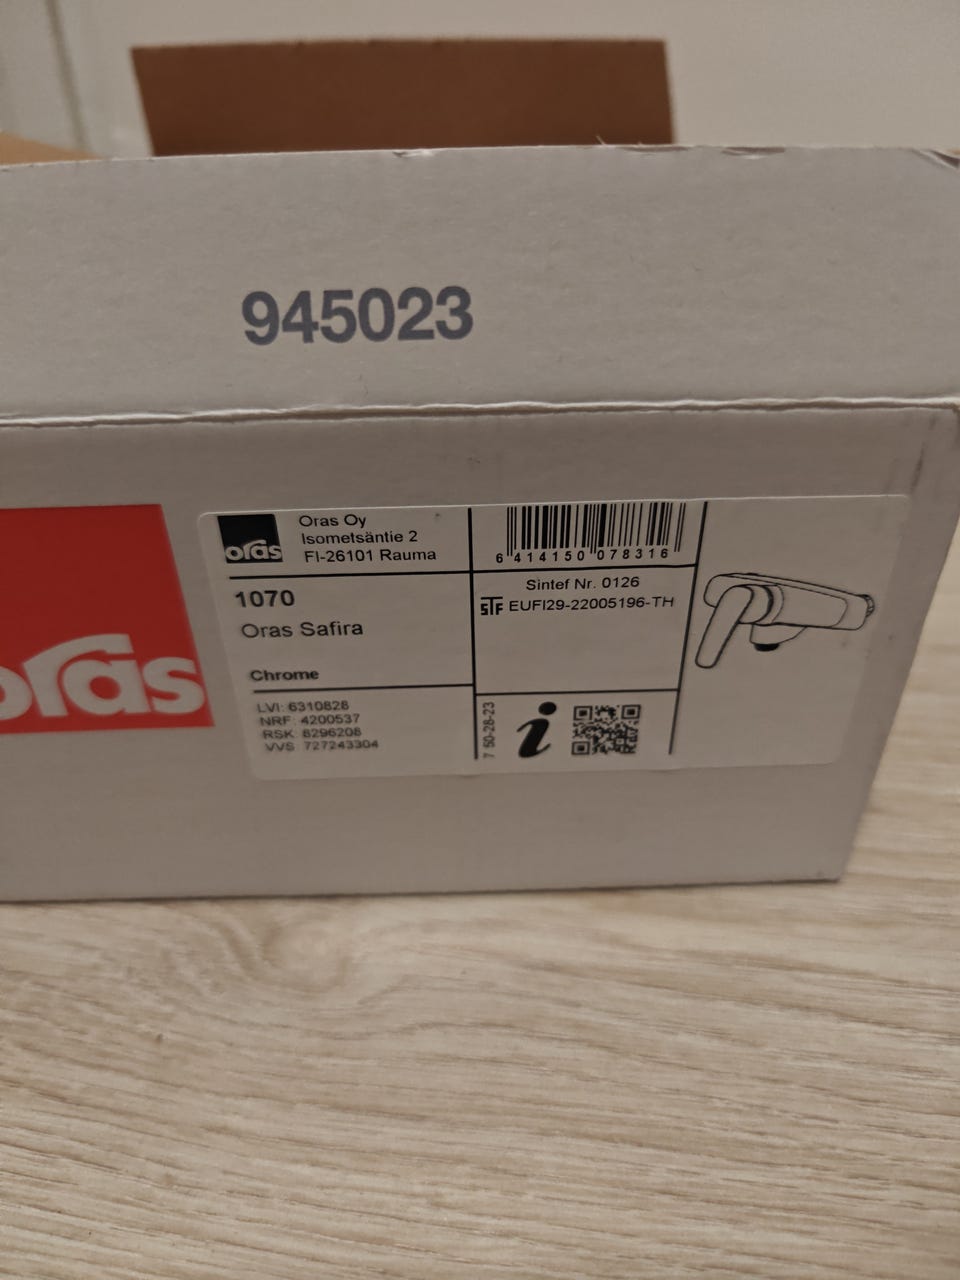 945023
oras
oras
Oras Oy
Isometsäntie 2
FI-26101 Rauma
6 414150 078316
1070
Oras Safira
Chrome
Sintef Nr. 0126
STF EUFI29-22005196-TH
LVI: 6310828
NRF: 4200537
RSK: 8296208
VVS: 727243304
7 50-28-23
i